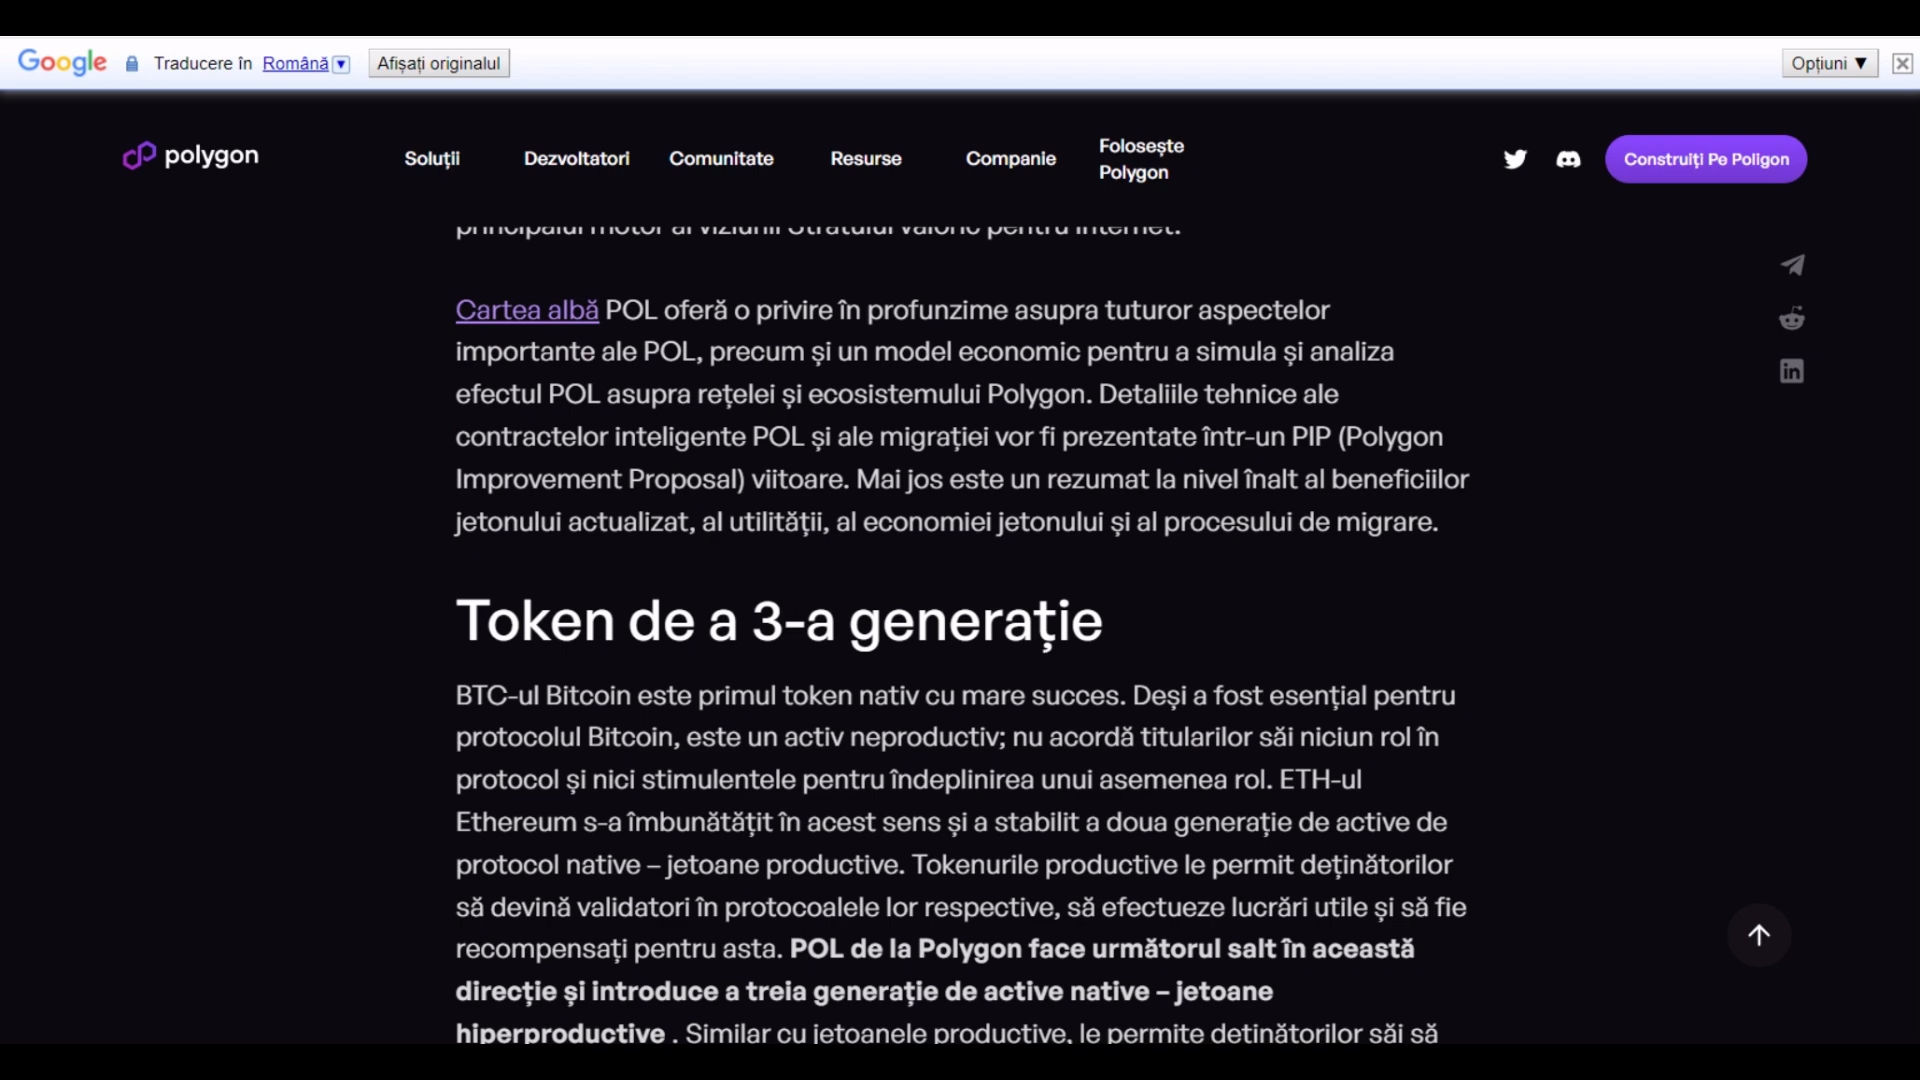 Google Traducere în Română Afișați originalul Opțiuni ▼
polygon Soluții Dezvoltatori Comunitate Resurse Companie Folosește Polygon Construiți Pe Poligon
principalul motor al viziunii Stratului valoric pentru internet.
Cartea albă POL oferă o privire în profunzime asupra tuturor aspectelor
importante ale POL, precum și un model economic pentru a simula și analiza
efectul POL asupra rețelei și ecosistemului Polygon. Detaliile tehnice ale
contractelor inteligente POL și ale migrației vor fi prezentate într-un PIP (Polygon
Improvement Proposal) viitoare. Mai jos este un rezumat la nivel înalt al beneficiilor
jetonului actualizat, al utilității, al economiei jetonului și al procesului de migrare.
Token de a 3-a generație
BTC-ul Bitcoin este primul token nativ cu mare succes. Deși a fost esențial pentru
protocolul Bitcoin, este un activ neproductiv; nu acordă titularilor săi niciun rol în
protocol și nici stimulentele pentru îndeplinirea unui asemenea rol. ETH-ul
Ethereum s-a îmbunătățit în acest sens și a stabilit a doua generație de active de
protocol native – jetoane productive. Tokenurile productive le permit deținătorilor
să devină validatori în protocoalele lor respective, să efectueze lucrări utile și să fie
recompensați pentru asta. POL de la Polygon face următorul salt în această
direcție și introduce a treia generație de active native – jetoane
hiperproductive . Similar cu jetoanele productive, le permite deținătorilor săi să